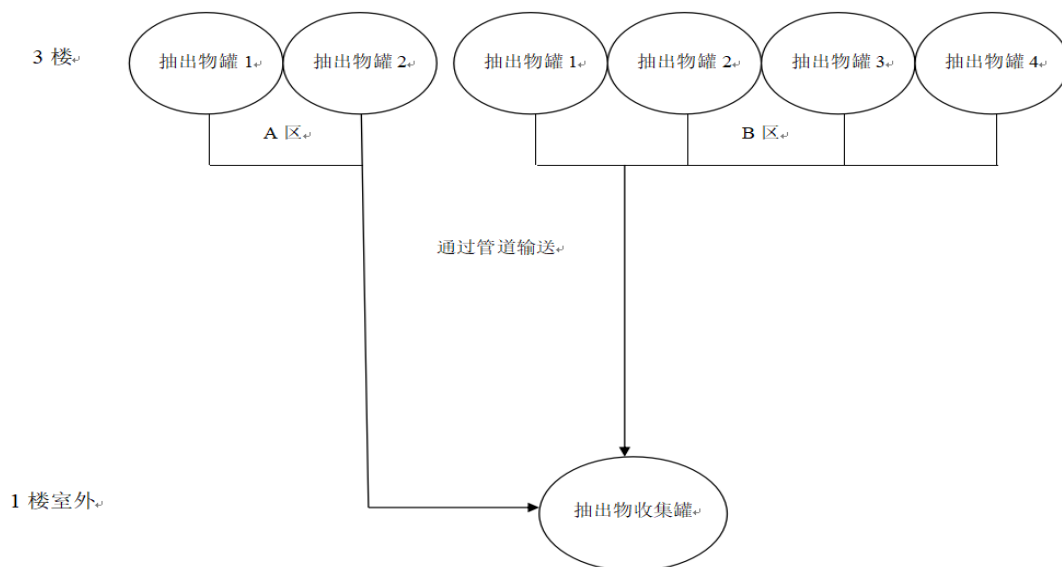 3 楼
抽出物罐 1
抽出物罐 2
抽出物罐 1
抽出物罐 2
抽出物罐 3
抽出物罐 4
A 区
B 区
通过管道输送
1 楼室外
抽出物收集罐